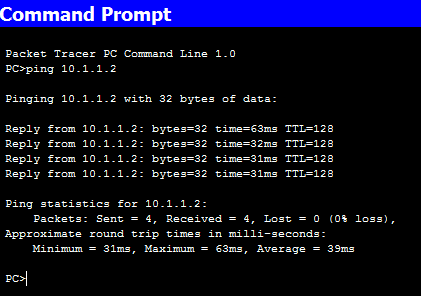 Command Prompt
Packet Tracer PC Command Line 1.0
PC>ping 10.1.1.2
Pinging 10.1.1.2 with 32 bytes of data:
Reply from 10.1.1.2: bytes=32 time=63ms TTL=128
Reply from 10.1.1.2: bytes=32 time=32ms TTL=128
Reply from 10.1.1.2: bytes=32 time=31ms TTL=128
Reply from 10.1.1.2: bytes=32 time=31ms TTL=128
Ping statistics for 10.1.1.2:
    Packets: Sent = 4, Received = 4, Lost = 0 (0% loss),
Approximate round trip times in milli-seconds:
    Minimum = 31ms, Maximum = 63ms, Average = 39ms
PC>